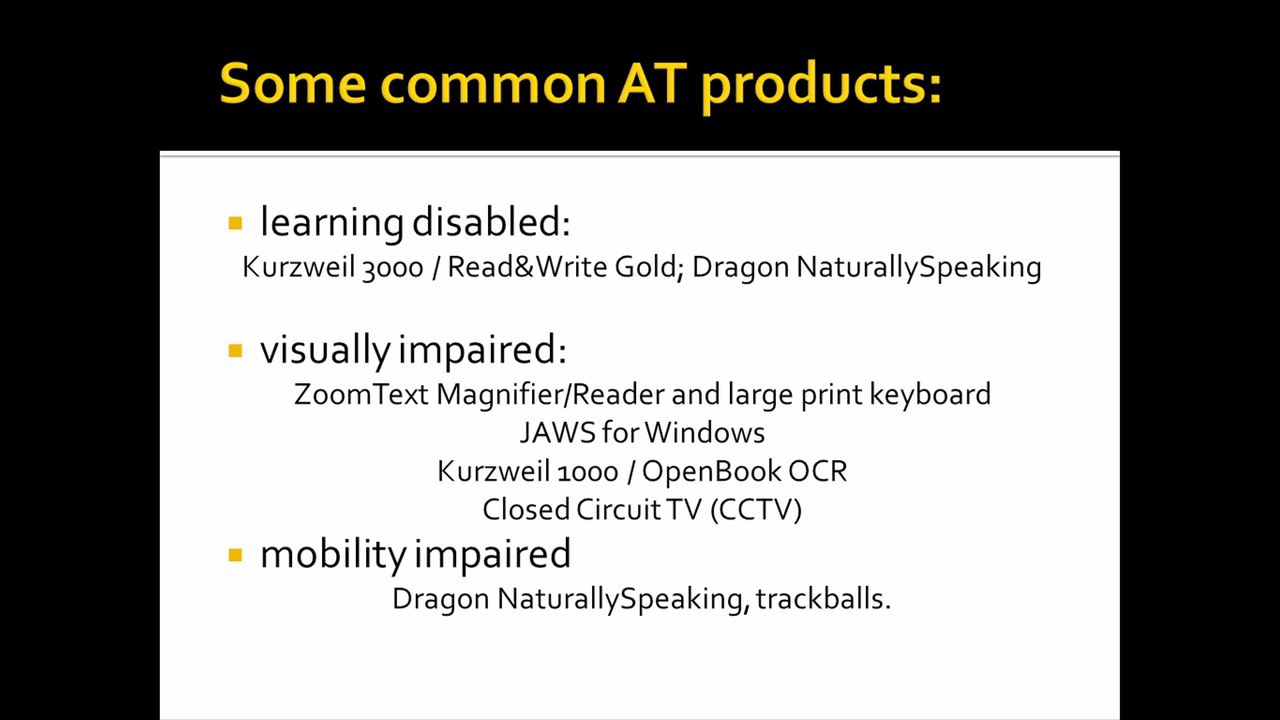 Some common AT products:
learning disabled:
Kurzweil 3000 / Read&Write Gold; Dragon NaturallySpeaking
visually impaired:
ZoomText Magnifier/Reader and large print keyboard
JAWS for Windows
Kurzweil 1000 / OpenBook OCR
Closed Circuit TV (CCTV)
mobility impaired
Dragon NaturallySpeaking, trackballs.